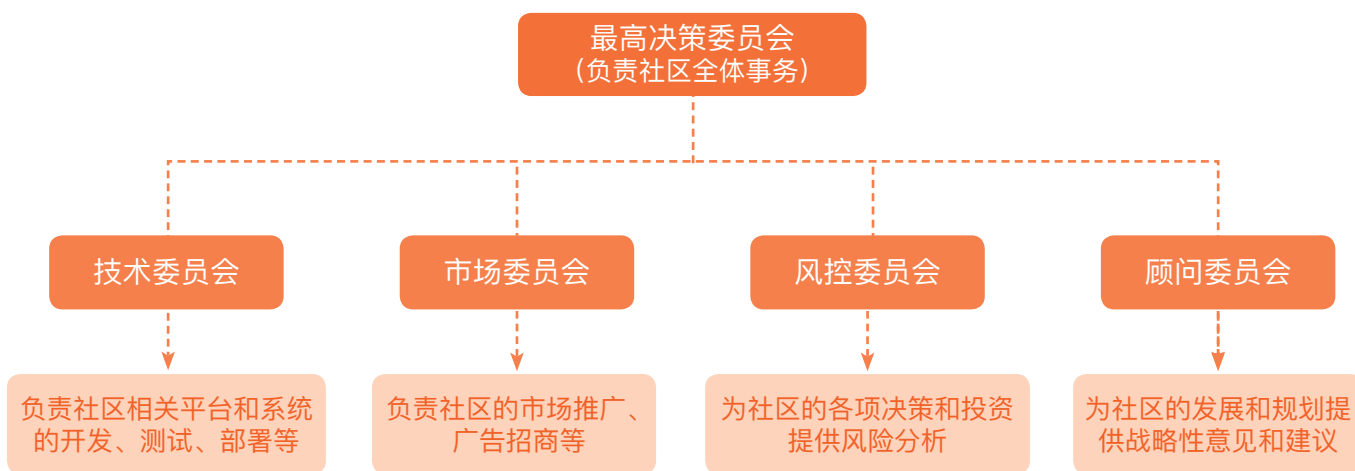 最高决策委员会
（负责社区全体事务）
技术委员会
市场委员会
风控委员会
顾问委员会
负责社区相关平台和系统
的开发、测试、部署等
负责社区的市场推广、
广告招商等
为社区的各项决策和投资
提供风险分析
为社区的发展和规划提
供战略性意见和建议